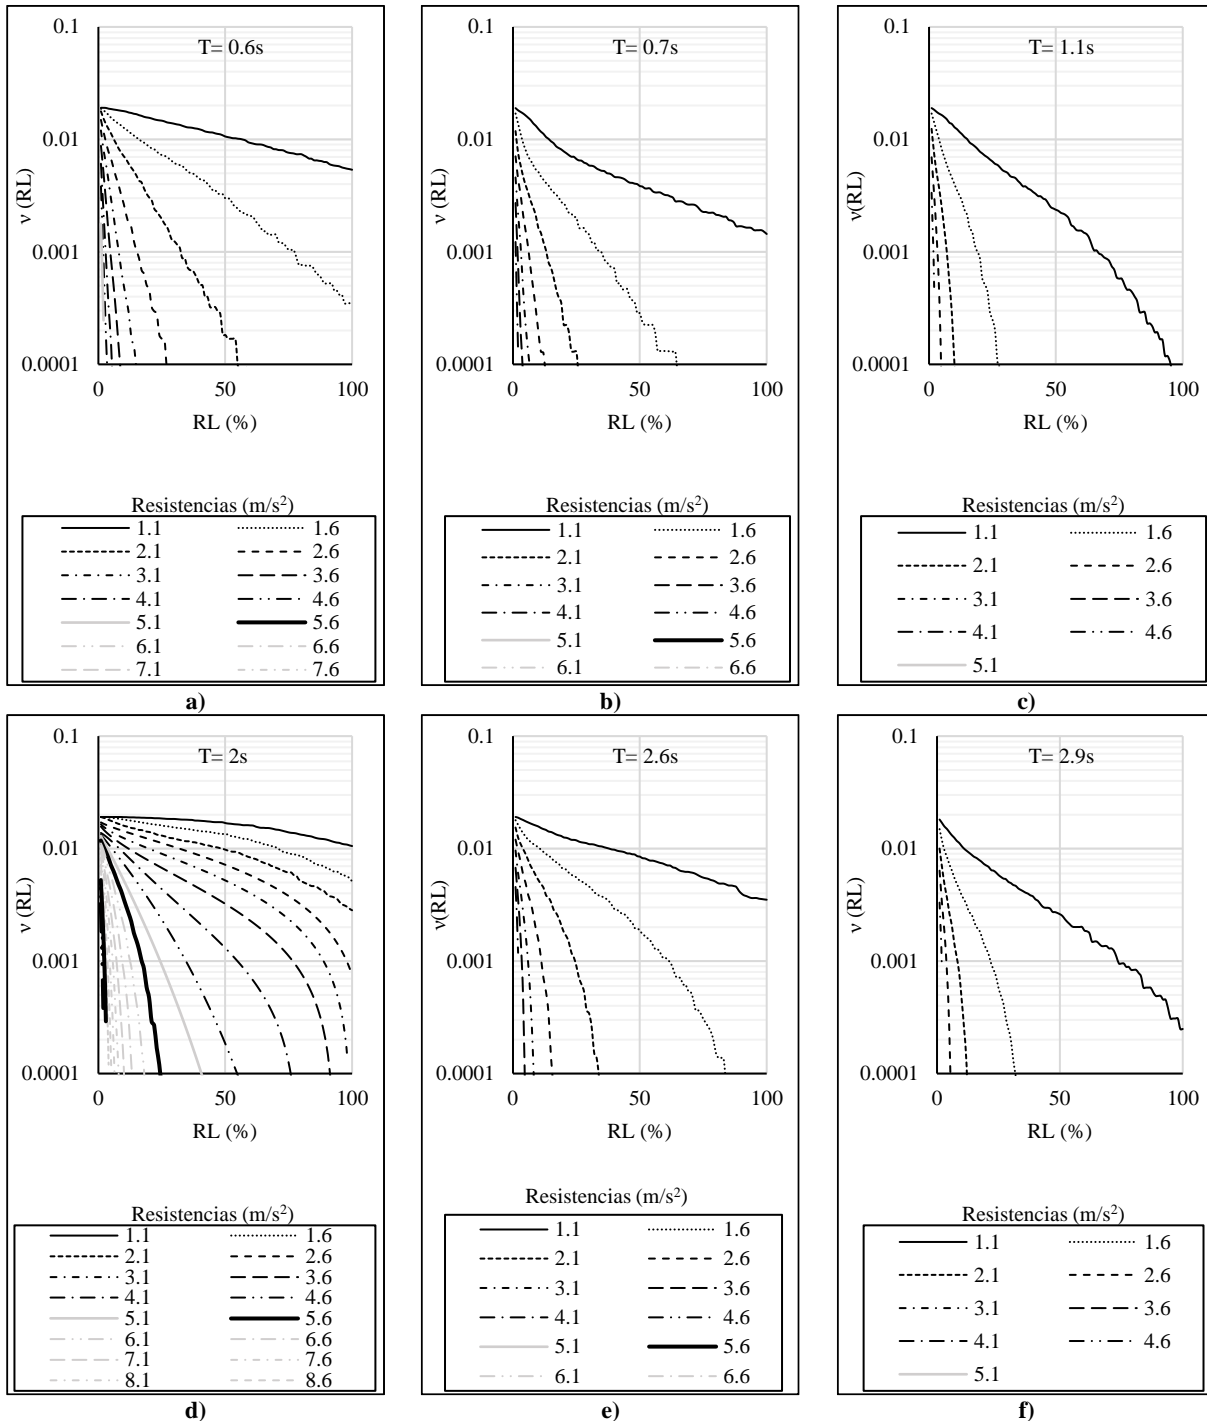 0.1
T= 0.6s
0.01
ν (RL)
0.001
0.0001
0 50 100
RL (%)
Resistencias (m/s²)
1.1 1.6
2.1 2.6
3.1 3.6
4.1 4.6
5.1 5.6
6.1 6.6
7.1 7.6
a)
0.1
T= 0.7s
0.01
ν (RL)
0.001
0.0001
0 50 100
RL (%)
Resistencias (m/s²)
1.1 1.6
2.1 2.6
3.1 3.6
4.1 4.6
5.1 5.6
6.1 6.6
b)
0.1
T= 1.1s
0.01
ν(RL)
0.001
0.0001
0 50 100
RL (%)
Resistencias (m/s²)
1.1 1.6
2.1 2.6
3.1 3.6
4.1 4.6
5.1
c)
0.1
T= 2s
0.01
ν (RL)
0.001
0.0001
0 50 100
RL (%)
Resistencias (m/s²)
1.1 1.6
2.1 2.6
3.1 3.6
4.1 4.6
5.1 5.6
6.1 6.6
7.1 7.6
8.1 8.6
d)
0.1
T= 2.6s
0.01
ν(RL)
0.001
0.0001
0 50 100
RL (%)
Resistencias (m/s²)
1.1 1.6
2.1 2.6
3.1 3.6
4.1 4.6
5.1 5.6
6.1 6.6
e)
0.1
T= 2.9s
0.01
ν (RL)
0.001
0.0001
0 50 100
RL (%)
Resistencias (m/s²)
1.1 1.6
2.1 2.6
3.1 3.6
4.1 4.6
5.1
f)